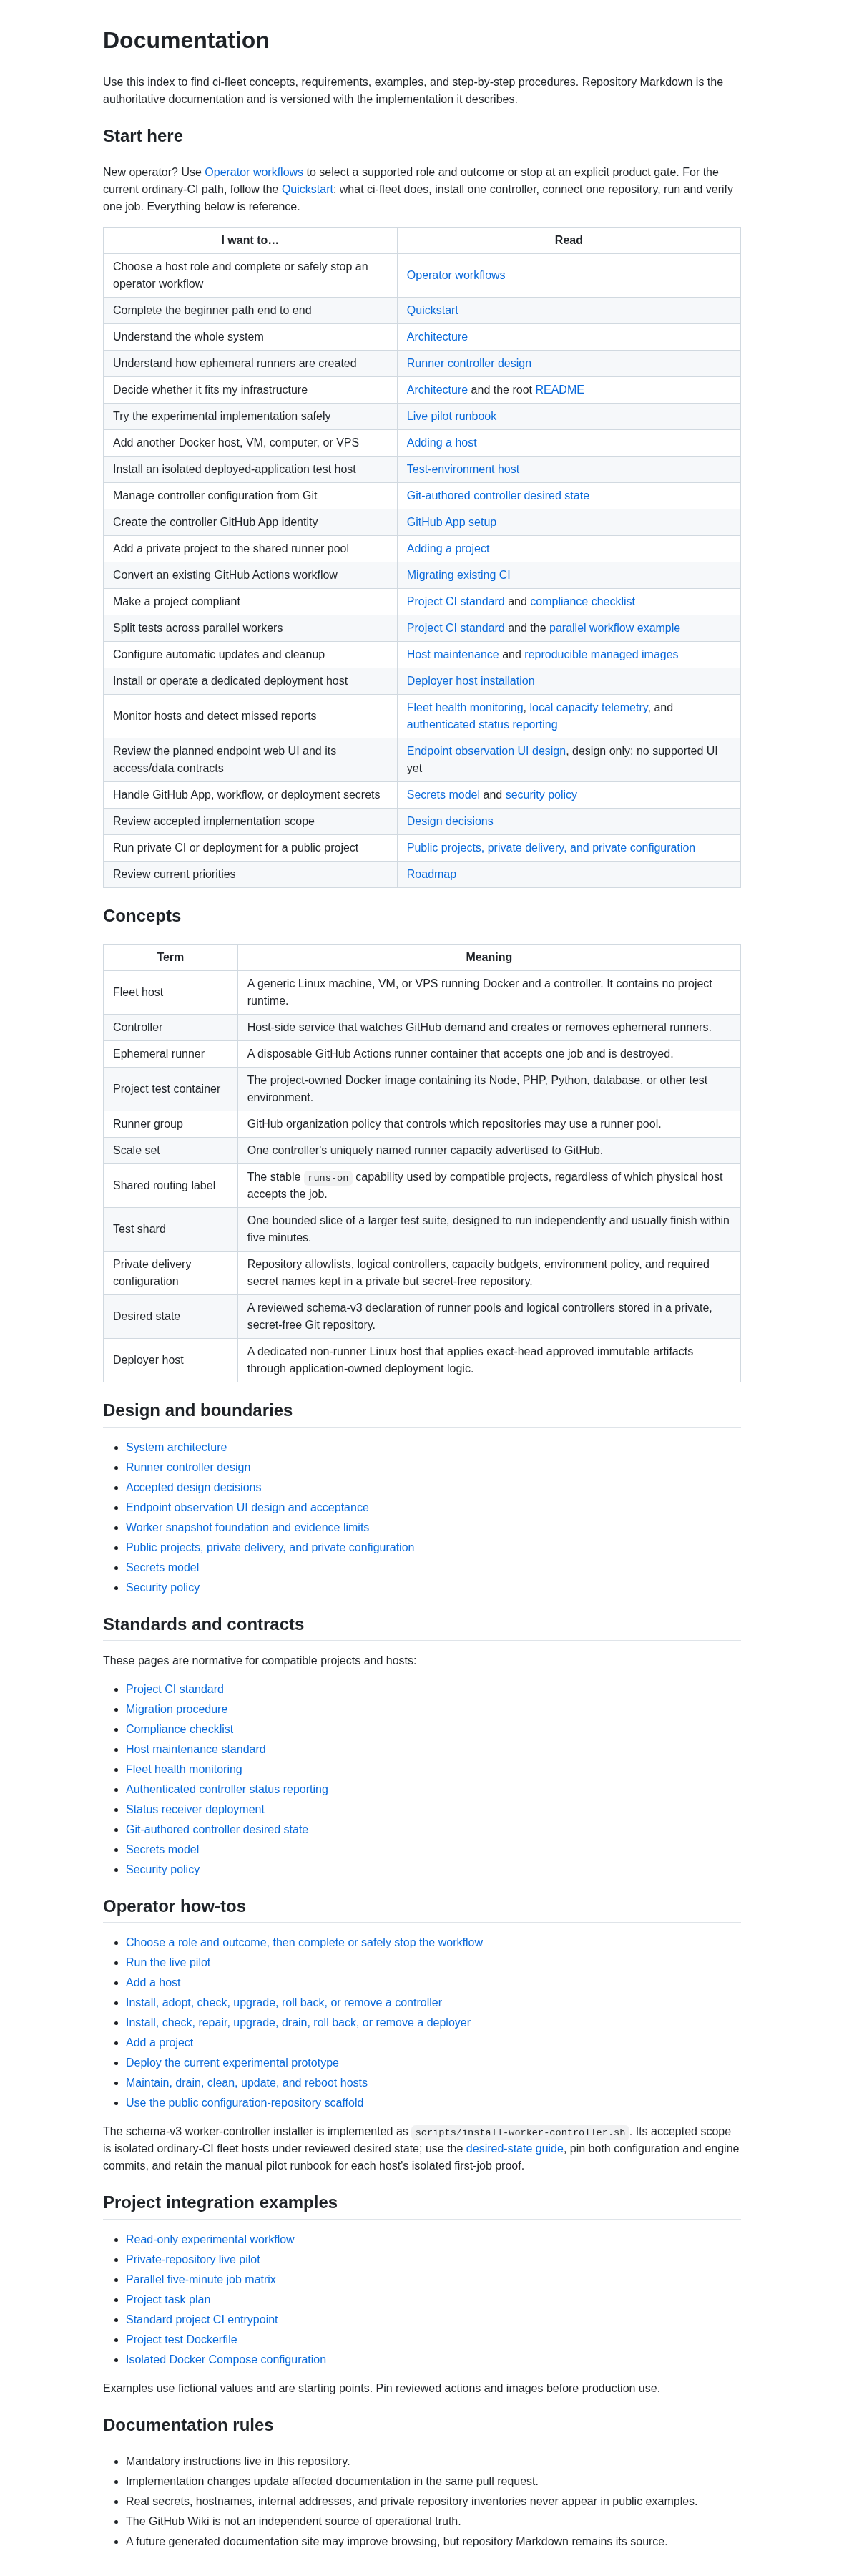 Documentation
Use this index to find ci-fleet concepts, requirements, examples, and step-by-step procedures. Repository Markdown is the
authoritative documentation and is versioned with the implementation it describes.
Start here
New operator? Use Operator workflows to select a supported role and outcome or stop at an explicit product gate. For the
current ordinary-CI path, follow the Quickstart: what ci-fleet does, install one controller, connect one repository, run and verify
one job. Everything below is reference.
I want to… Read
Choose a host role and complete or safely stop an
operator workflow
Operator workflows
Complete the beginner path end to end Quickstart
Understand the whole system Architecture
Understand how ephemeral runners are created Runner controller design
Decide whether it fits my infrastructure Architecture and the root README
Try the experimental implementation safely Live pilot runbook
Add another Docker host, VM, computer, or VPS Adding a host
Install an isolated deployed-application test host Test-environment host
Manage controller configuration from Git Git-authored controller desired state
Create the controller GitHub App identity GitHub App setup
Add a private project to the shared runner pool Adding a project
Convert an existing GitHub Actions workflow Migrating existing CI
Make a project compliant Project CI standard and compliance checklist
Split tests across parallel workers Project CI standard and the parallel workflow example
Configure automatic updates and cleanup Host maintenance and reproducible managed images
Install or operate a dedicated deployment host Deployer host installation
Monitor hosts and detect missed reports
Fleet health monitoring, local capacity telemetry, and
authenticated status reporting
Review the planned endpoint web UI and its
access/data contracts
Endpoint observation UI design, design only; no supported UI
yet
Handle GitHub App, workflow, or deployment secrets Secrets model and security policy
Review accepted implementation scope Design decisions
Run private CI or deployment for a public project Public projects, private delivery, and private configuration
Review current priorities Roadmap
Concepts
Term Meaning
Fleet host
A generic Linux machine, VM, or VPS running Docker and a controller. It contains no project
runtime.
Controller Host-side service that watches GitHub demand and creates or removes ephemeral runners.
Ephemeral runner A disposable GitHub Actions runner container that accepts one job and is destroyed.
Project test container
The project-owned Docker image containing its Node, PHP, Python, database, or other test
environment.
Runner group GitHub organization policy that controls which repositories may use a runner pool.
Scale set One controller's uniquely named runner capacity advertised to GitHub.
Shared routing label
The stable runs-on capability used by compatible projects, regardless of which physical host
accepts the job.
Test shard
One bounded slice of a larger test suite, designed to run independently and usually finish within
five minutes.
Private delivery
configuration
Repository allowlists, logical controllers, capacity budgets, environment policy, and required
secret names kept in a private but secret-free repository.
Desired state
A reviewed schema-v3 declaration of runner pools and logical controllers stored in a private,
secret-free Git repository.
Deployer host
A dedicated non-runner Linux host that applies exact-head approved immutable artifacts
through application-owned deployment logic.
Design and boundaries
System architecture
Runner controller design
Accepted design decisions
Endpoint observation UI design and acceptance
Worker snapshot foundation and evidence limits
Public projects, private delivery, and private configuration
Secrets model
Security policy
Standards and contracts
These pages are normative for compatible projects and hosts:
Project CI standard
Migration procedure
Compliance checklist
Host maintenance standard
Fleet health monitoring
Authenticated controller status reporting
Status receiver deployment
Git-authored controller desired state
Secrets model
Security policy
Operator how-tos
Choose a role and outcome, then complete or safely stop the workflow
Run the live pilot
Add a host
Install, adopt, check, upgrade, roll back, or remove a controller
Install, check, repair, upgrade, drain, roll back, or remove a deployer
Add a project
Deploy the current experimental prototype
Maintain, drain, clean, update, and reboot hosts
Use the public configuration-repository scaffold
The schema-v3 worker-controller installer is implemented as scripts/install-worker-controller.sh. Its accepted scope
is isolated ordinary-CI fleet hosts under reviewed desired state; use the desired-state guide, pin both configuration and engine
commits, and retain the manual pilot runbook for each host's isolated first-job proof.
Project integration examples
Read-only experimental workflow
Private-repository live pilot
Parallel five-minute job matrix
Project task plan
Standard project CI entrypoint
Project test Dockerfile
Isolated Docker Compose configuration
Examples use fictional values and are starting points. Pin reviewed actions and images before production use.
Documentation rules
Mandatory instructions live in this repository.
Implementation changes update affected documentation in the same pull request.
Real secrets, hostnames, internal addresses, and private repository inventories never appear in public examples.
The GitHub Wiki is not an independent source of operational truth.
A future generated documentation site may improve browsing, but repository Markdown remains its source.